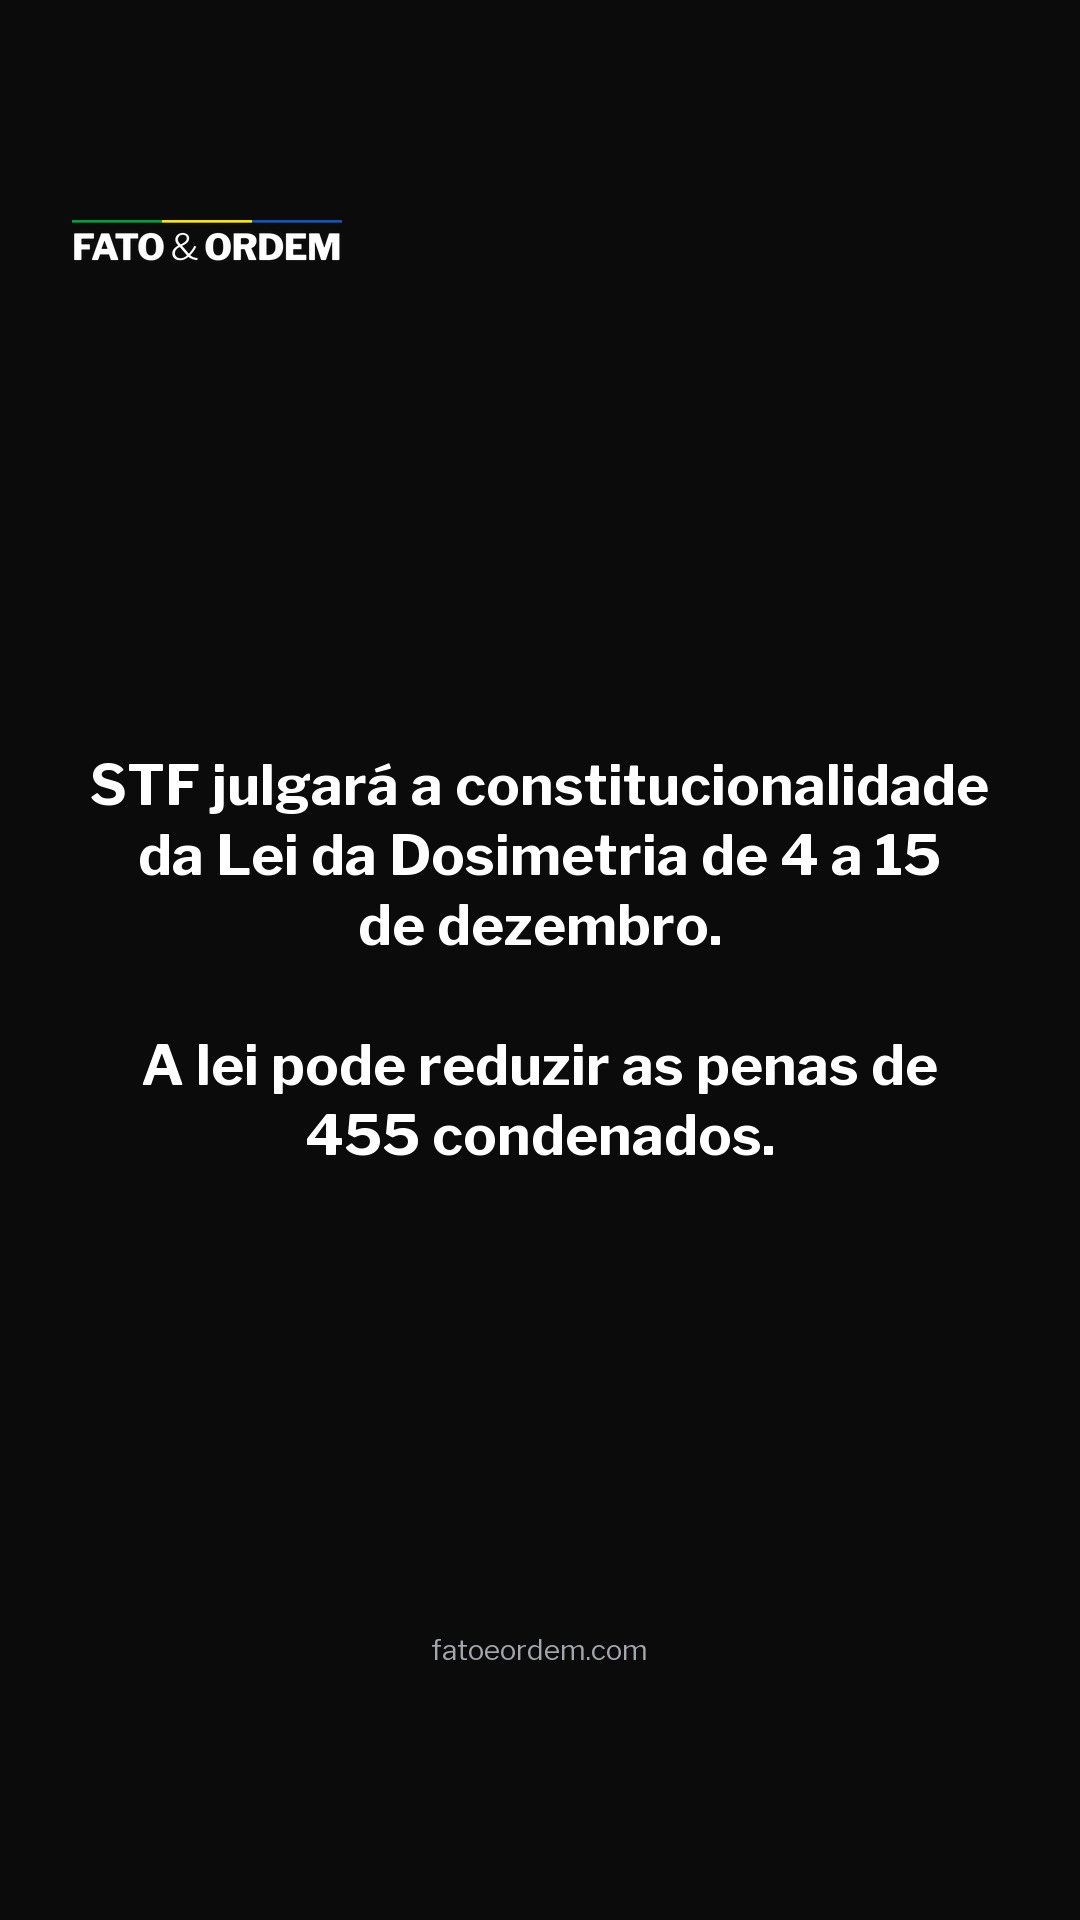 FATO & ORDEM
STF julgará a constitucionalidade
da Lei da Dosimetria de 4 a 15
de dezembro.
A lei pode reduzir as penas de
455 condenados.
fatoeordem.com